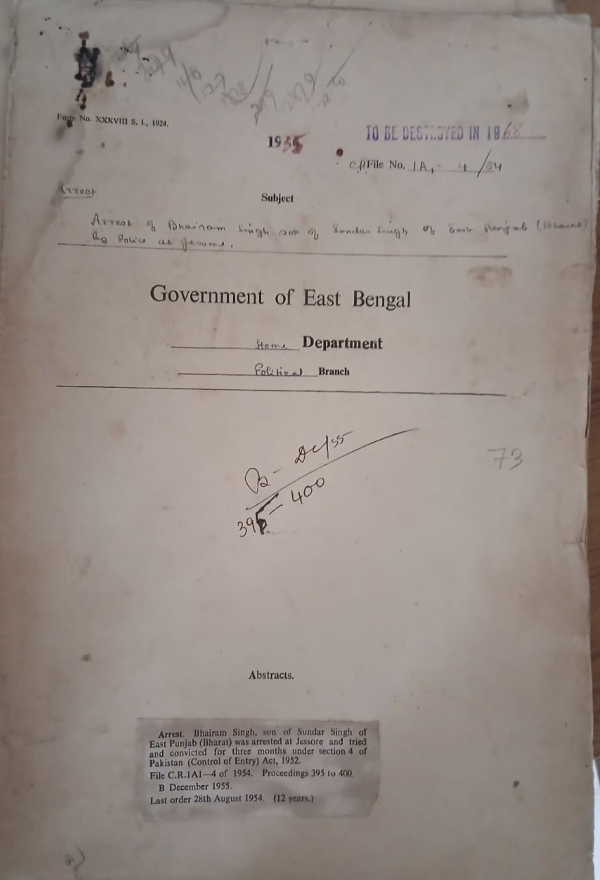 Form No. XXXVIII S. I., 1924.
1955
TO BE DESTROYED IN 1968
C.R. File No. 1A1- 4/54
Arrest
Subject
Arrest of Bhairam Singh son of Sundar Singh of East Punjab (Bharat)
by Police at Jessore.
Government of East Bengal
Home Department
Political Branch
B- Dec/55
395 - 400
73
Abstracts.
Arrest. Bhairam Singh, son of Sundar Singh of
East Punjab (Bharat) was arrested at Jessore and tried
and convicted for three months under section 4 of
Pakistan (Control of Entry) Act, 1952.
File C.R.1A1—4 of 1954. Proceedings 395 to 400.
B December 1955.
Last order 28th August 1954. (12 years.)